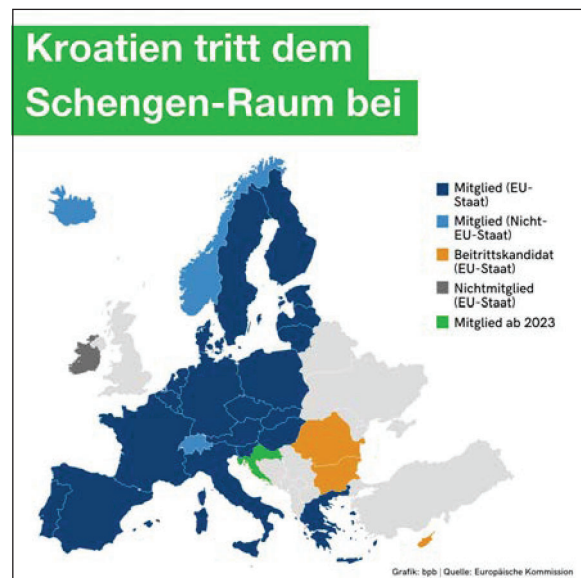 Kroatien tritt dem
Schengen-Raum bei
Mitglied (EU-
Staat)
Mitglied (Nicht-
EU-Staat)
Beitrittskandidat
(EU-Staat)
Nichtmitglied
(EU-Staat)
Mitglied ab 2023
Grafik: bpb | Quelle: Europäische Kommission